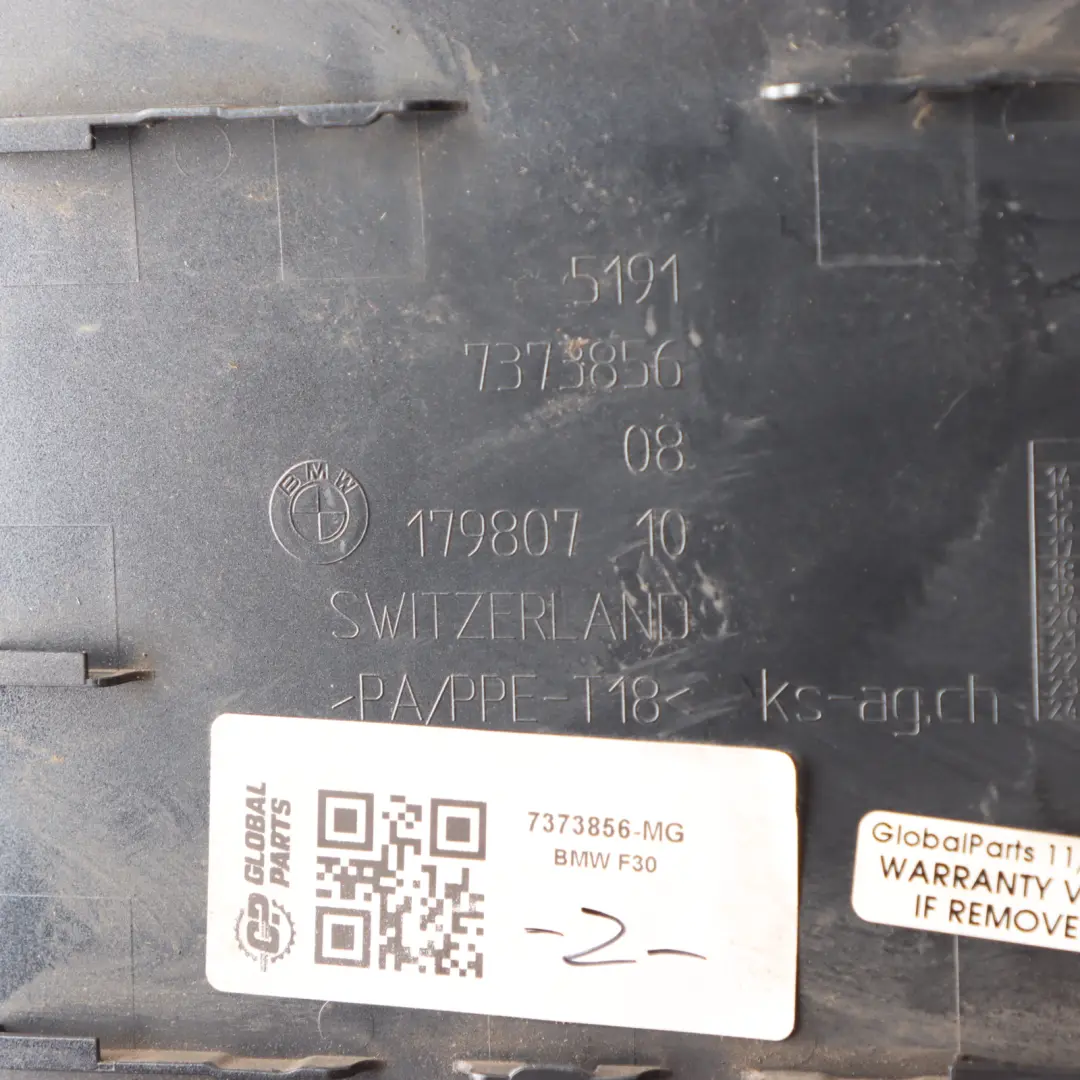 5191
7373856
08
BMW
179807 10
SWITZERLAND
>PA/PPE-T18< ks-ag.ch
GLOBAL
PARTS
7373856-MG
BMW F30
-2-
GlobalParts 11,
WARRANTY V
IF REMOVE